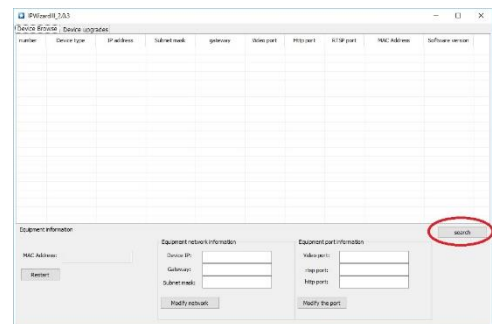 IPWizardIII_2.0.3
Device Browse Device upgrades
number Device type IP address Subnet mask gateway Video port Http port RTSP port MAC Address Software version
Equipment information
search
Equipment network information Equipment port information
MAC Address: Device IP: Video port:
Restart Gateway: rtsp port:
Subnet mask: http port:
Modify network Modify the port